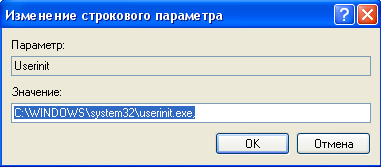 Изменение строкового параметра
Параметр:
Userinit
Значение:
C:\WINDOWS\system32\userinit.exe,
OK
Отмена